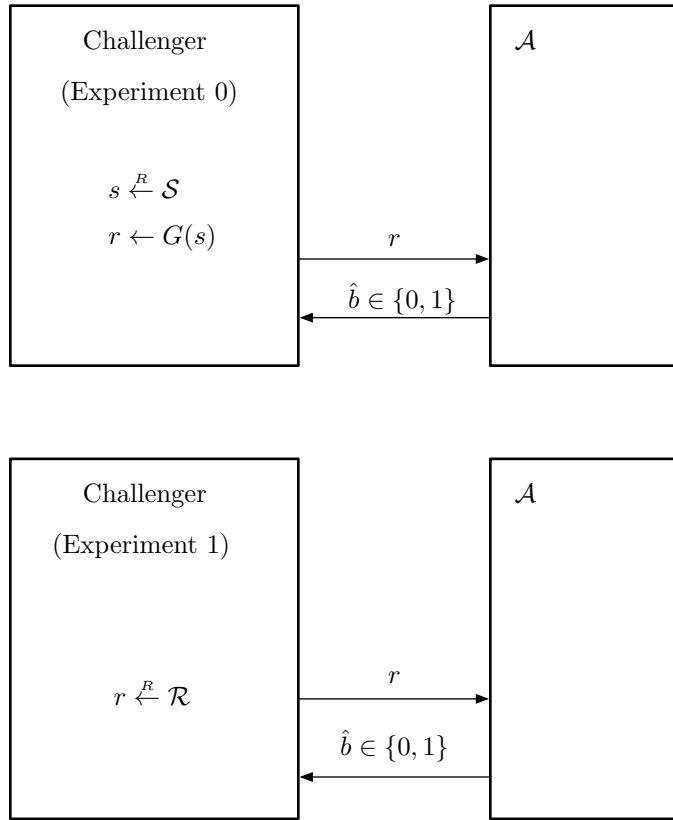 Challenger
(Experiment 0)
𝒜
s ←ᴿ 𝒮
r ← G(s)
r
b̂ ∈ {0, 1}
Challenger
(Experiment 1)
𝒜
r ←ᴿ ℛ
r
b̂ ∈ {0, 1}